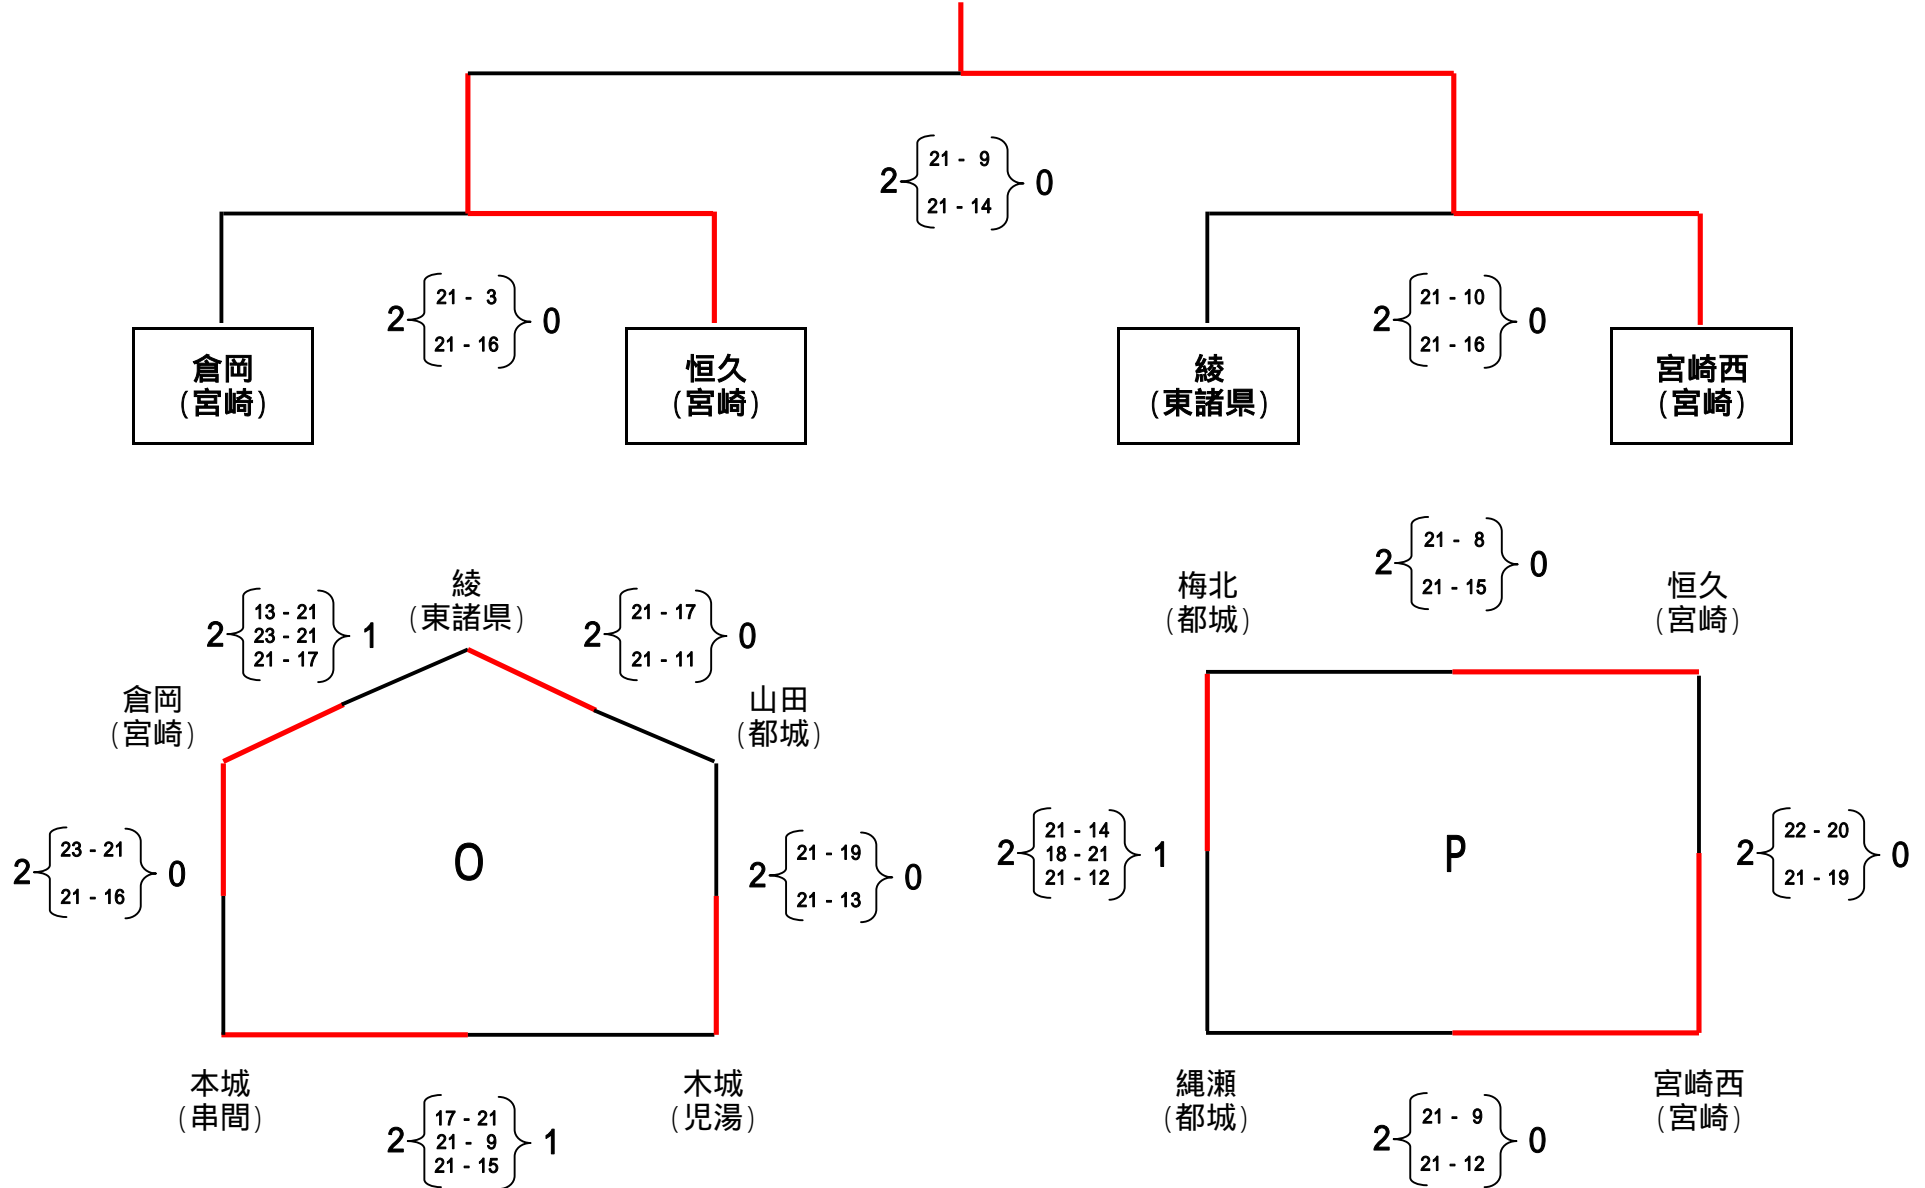 21 - 9
2 0
21 - 14
21 - 3
2 0
21 - 16
21 - 10
2 0
21 - 16
倉岡
(宮崎)
恒久
(宮崎)
綾
(東諸県)
宮崎西
(宮崎)
綾
(東諸県)
13 - 21
2 23 - 21 1
21 - 17
21 - 17
2 0
21 - 11
倉岡
(宮崎)
山田
(都城)
23 - 21
2 0
21 - 16
O
21 - 19
2 0
21 - 13
本城
(串間)
木城
(児湯)
17 - 21
2 21 - 9 1
21 - 15
梅北
(都城)
21 - 8
2 0
21 - 15
恒久
(宮崎)
21 - 14
2 18 - 21 1
21 - 12
P
22 - 20
2 0
21 - 19
縄瀬
(都城)
宮崎西
(宮崎)
21 - 9
2 0
21 - 12